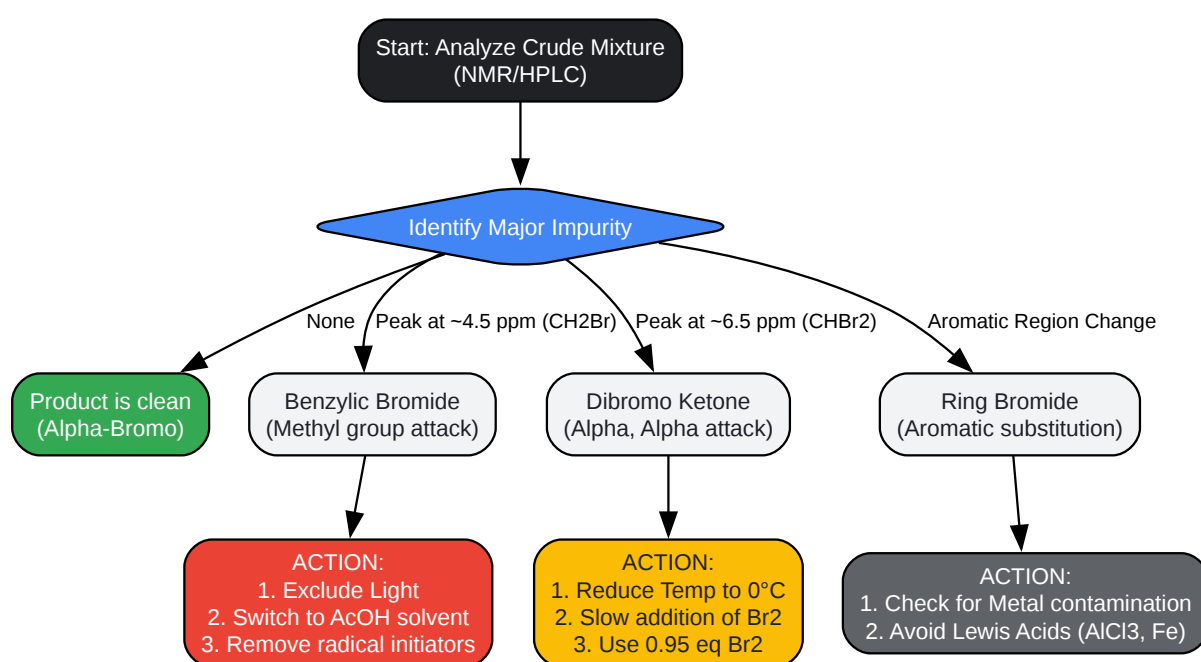 Start: Analyze Crude Mixture
(NMR/HPLC)
Identify Major Impurity
None
Peak at ~4.5 ppm (CH2Br)
Peak at ~6.5 ppm (CHBr2)
Aromatic Region Change
Product is clean
(Alpha-Bromo)
Benzylic Bromide
(Methyl group attack)
Dibromo Ketone
(Alpha, Alpha attack)
Ring Bromide
(Aromatic substitution)
ACTION:
1. Exclude Light
2. Switch to AcOH solvent
3. Remove radical initiators
ACTION:
1. Reduce Temp to 0°C
2. Slow addition of Br2
3. Use 0.95 eq Br2
ACTION:
1. Check for Metal contamination
2. Avoid Lewis Acids (AlCl3, Fe)